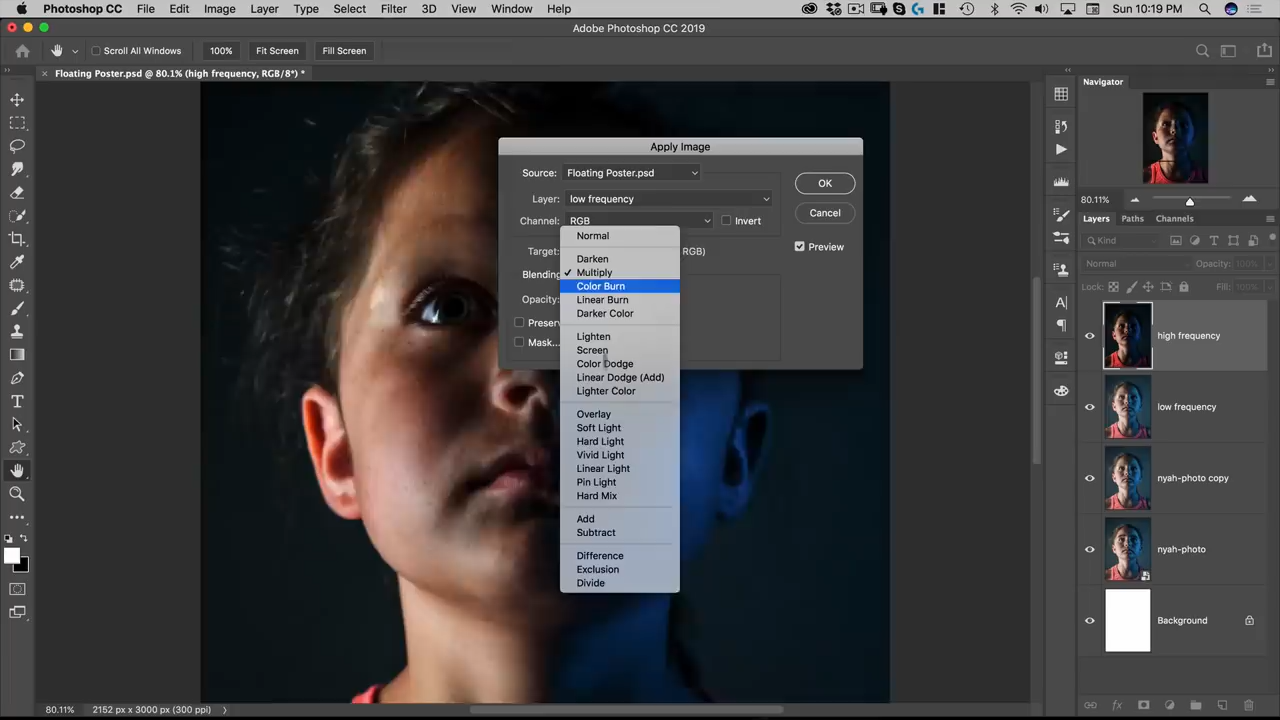 Photoshop CC File Edit Image Layer Type Select Filter 3D View Window Help Sun 10:19 PM
Adobe Photoshop CC 2019
Scroll All Windows 100% Fit Screen Fill Screen
Floating Poster.psd @ 80.1% (high frequency, RGB/8*) *
Apply Image
Source: Floating Poster.psd
Layer: low frequency
Channel: RGB Invert
Target: RGB)
Blending
Opacity:
Preserv
Mask...
OK
Cancel
Preview
Normal
Darken
Multiply
Color Burn
Linear Burn
Darker Color
Lighten
Screen
Color Dodge
Linear Dodge (Add)
Lighter Color
Overlay
Soft Light
Hard Light
Vivid Light
Linear Light
Pin Light
Hard Mix
Add
Subtract
Difference
Exclusion
Divide
Navigator
80.11%
Layers Paths Channels
Kind
Normal Opacity: 100%
Lock: Fill: 100%
high frequency
low frequency
nyah-photo copy
nyah-photo
Background
80.11% 2152 px x 3000 px (300 ppi)